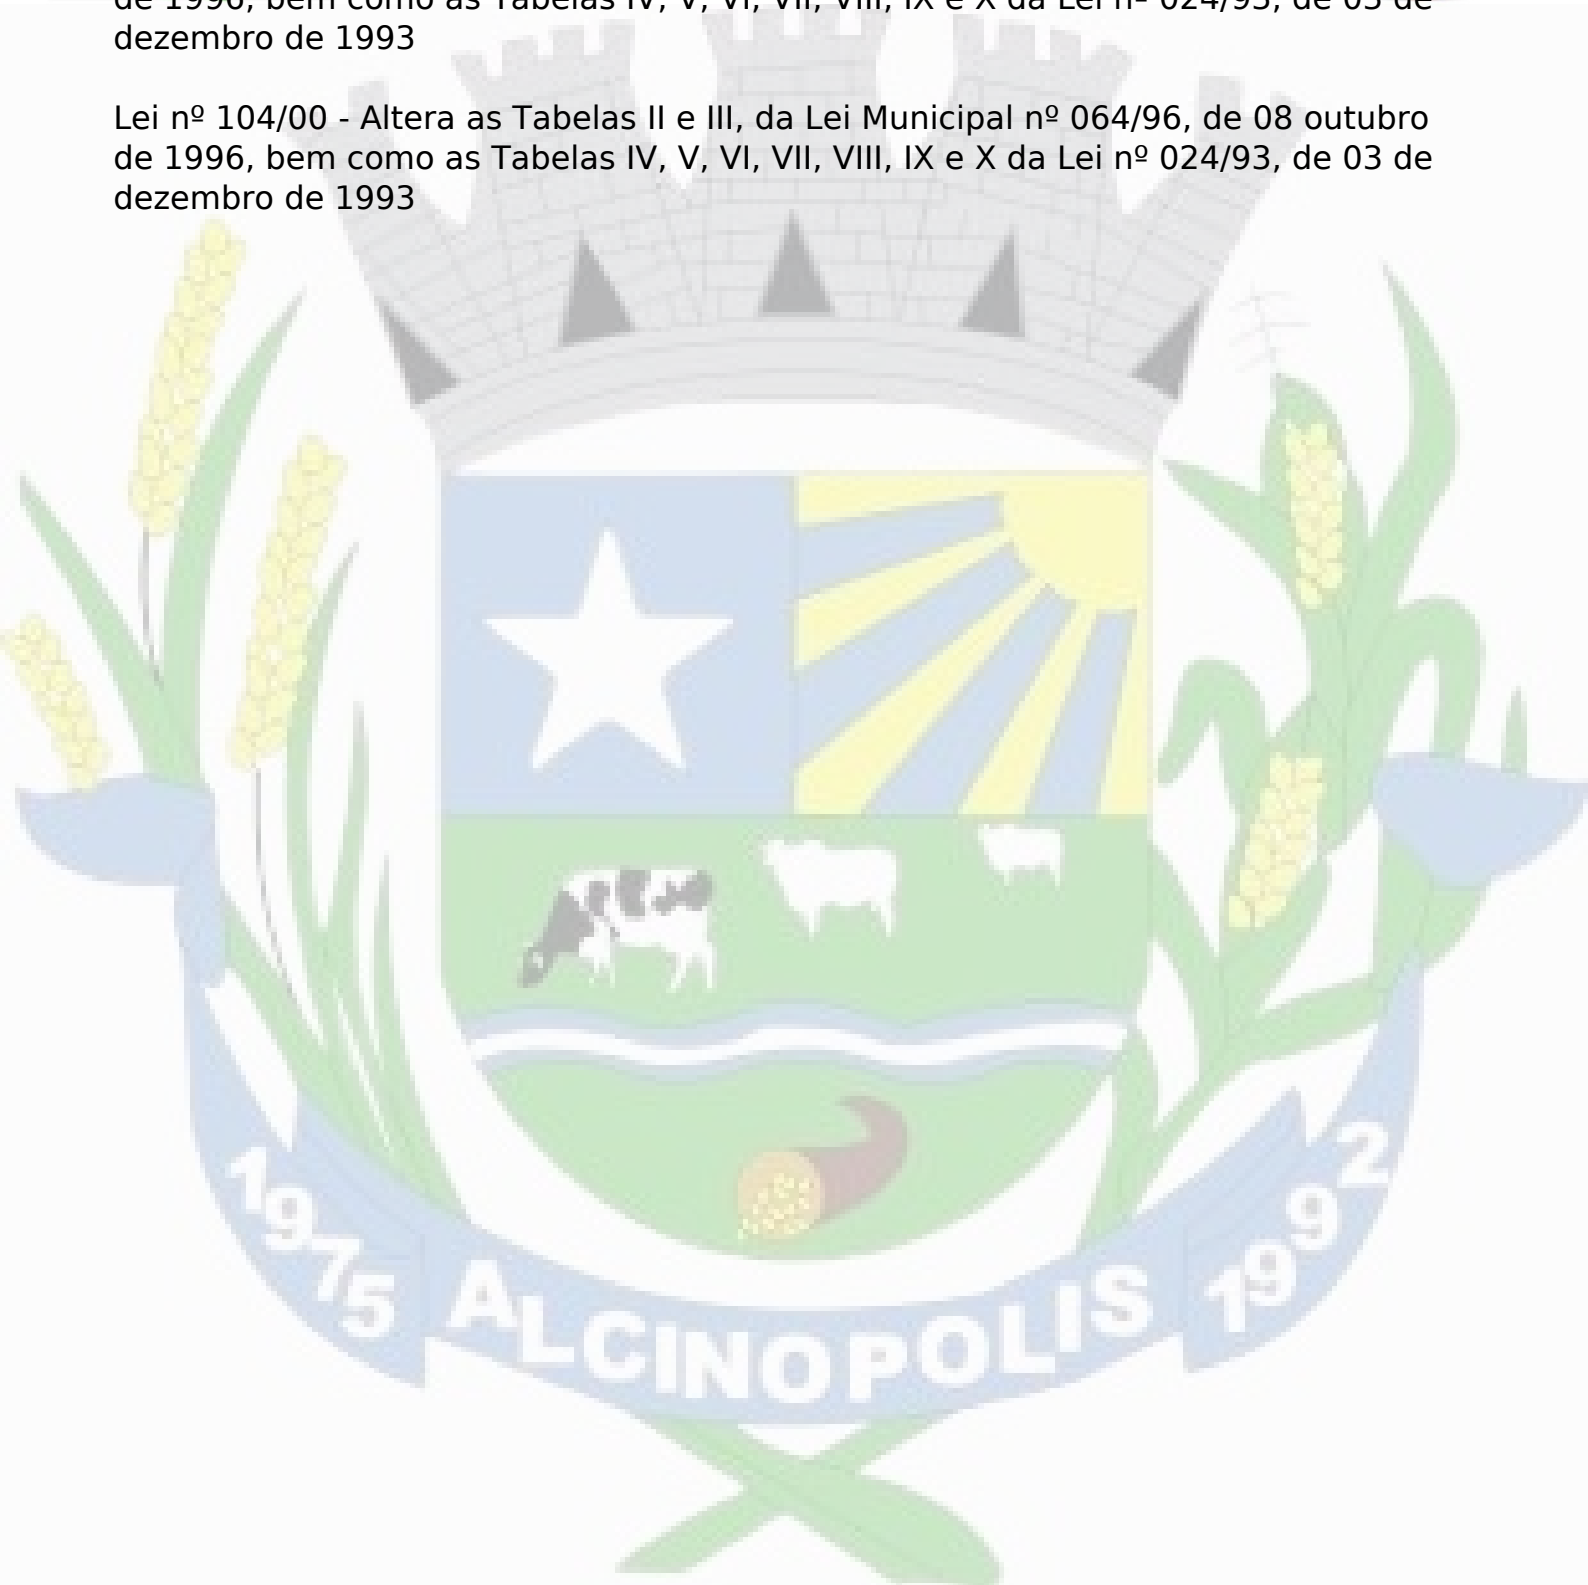 de 1996, bem como as Tabelas IV, V, VI, VII, VIII, IX e X da Lei nº 024/93, de 03 de
dezembro de 1993
Lei nº 104/00 - Altera as Tabelas II e III, da Lei Municipal nº 064/96, de 08 outubro
de 1996, bem como as Tabelas IV, V, VI, VII, VIII, IX e X da Lei nº 024/93, de 03 de
dezembro de 1993
1975 ALCINOPOLIS 1992